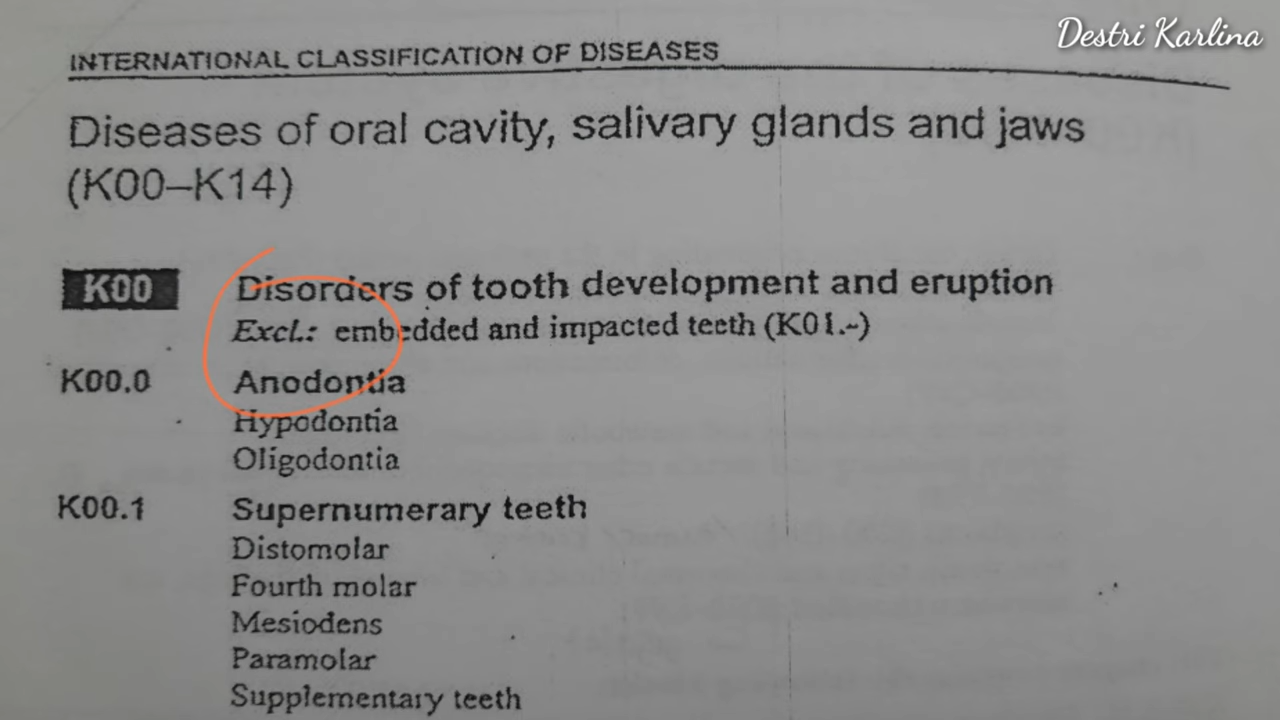 Destri Karlina
INTERNATIONAL CLASSIFICATION OF DISEASES
Diseases of oral cavity, salivary glands and jaws
(K00–K14)
K00 Disorders of tooth development and eruption
Excl.: embedded and impacted teeth (K01.-)
K00.0 Anodontia
Hypodontia
Oligodontia
K00.1 Supernumerary teeth
Distomolar
Fourth molar
Mesiodens
Paramolar
Supplementary teeth